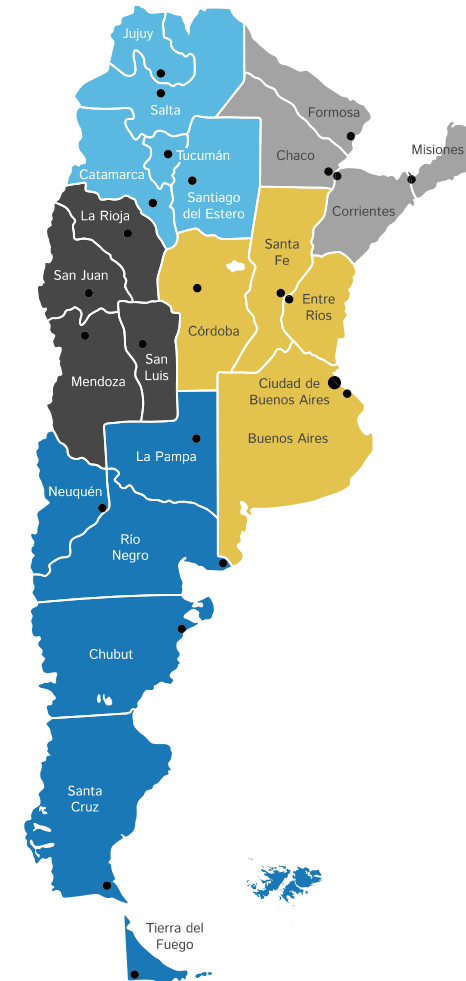 Jujuy
Salta
Formosa
Misiones
Chaco
Tucumán
Catamarca
Santiago
del Estero
Corrientes
La Rioja
Santa
Fe
San Juan
Entre
Ríos
Córdoba
San
Luis
Mendoza
Ciudad de
Buenos Aires
Buenos Aires
La Pampa
Neuquén
Río
Negro
Chubut
Santa
Cruz
Tierra del
Fuego